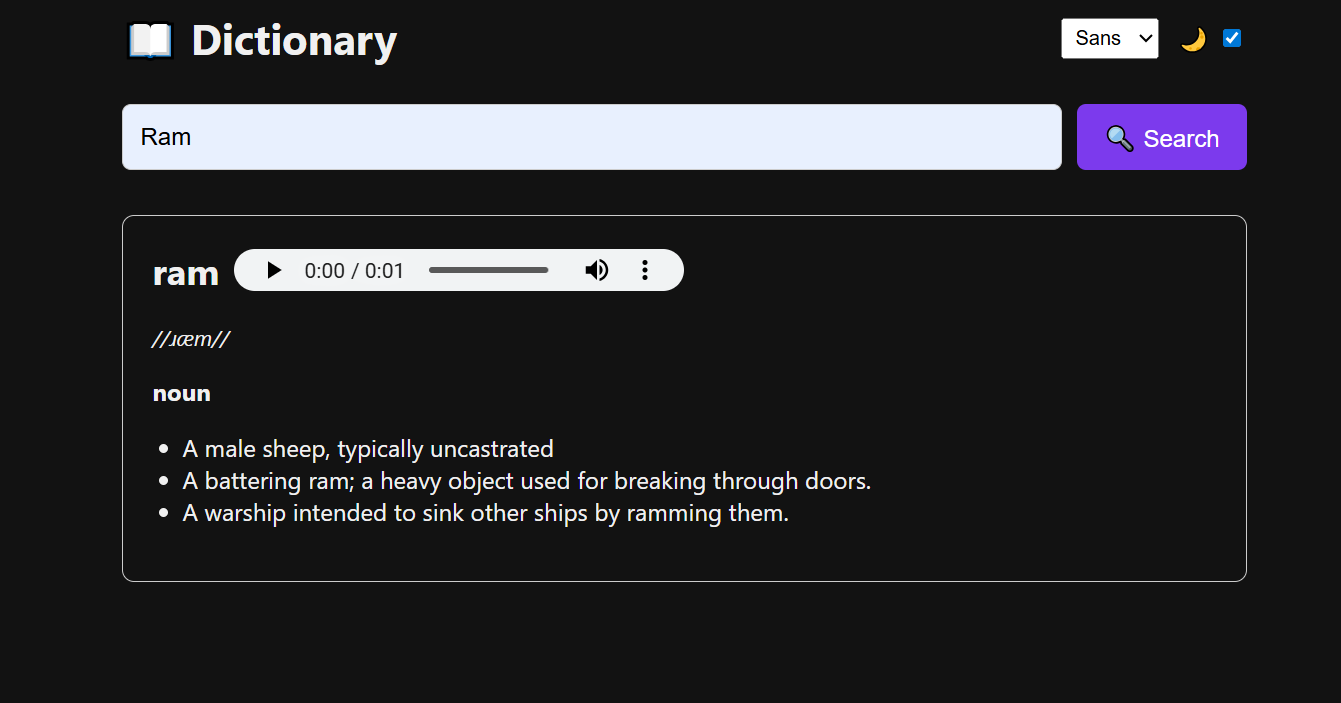 📖 Dictionary
Sans 🌙
Ram
🔍 Search
ram 0:00 / 0:01
//ɹæm//
noun
• A male sheep, typically uncastrated
• A battering ram; a heavy object used for breaking through doors.
• A warship intended to sink other ships by ramming them.